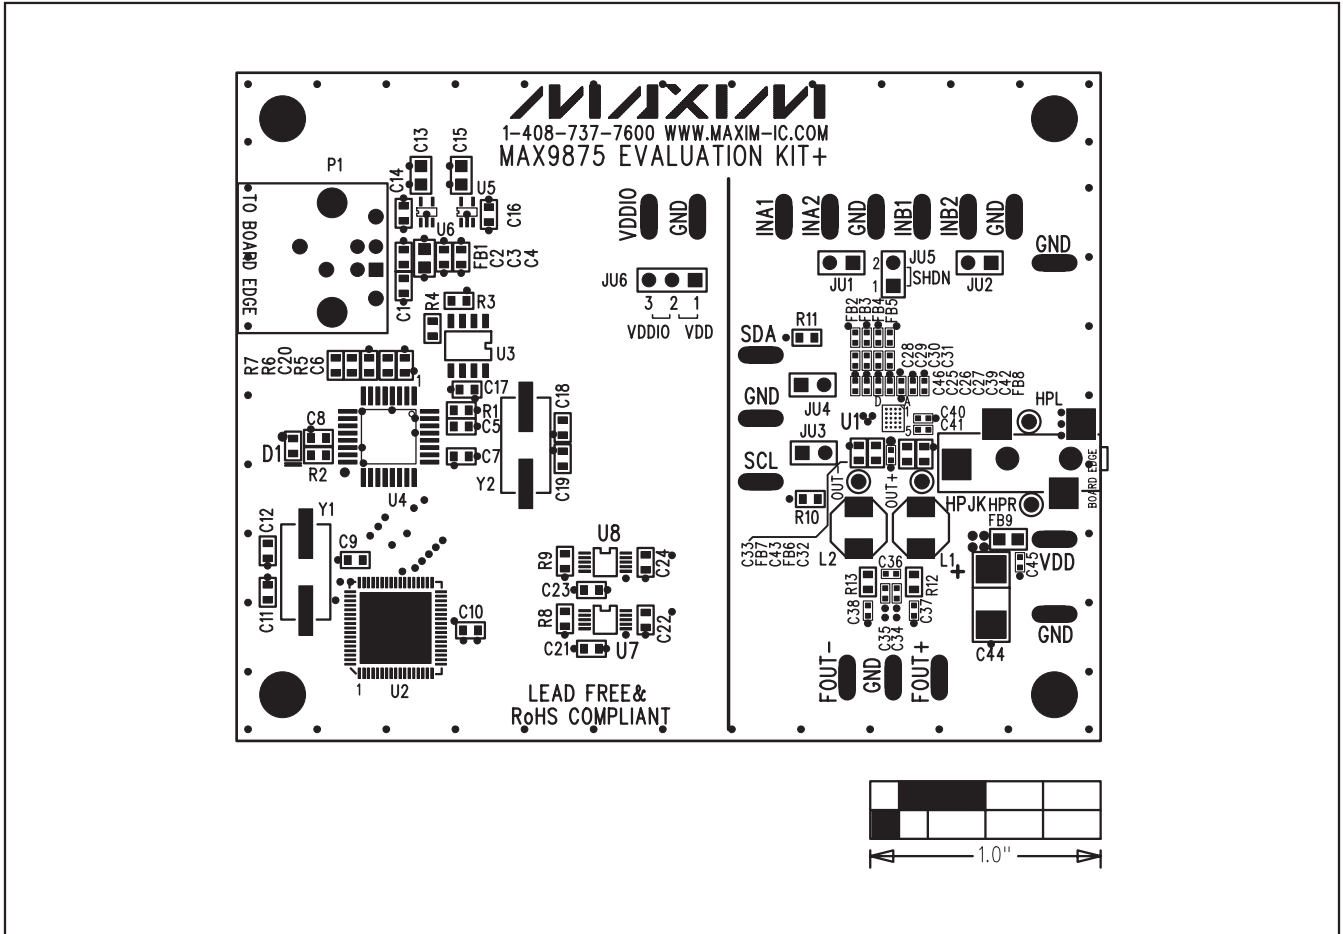 MAXIM
1-408-737-7600 WWW.MAXIM-IC.COM
MAX9875 EVALUATION KIT+
P1
TO BOARD EDGE
C14
C13
C15
U5
C16
U6
FB1
C2
C3
C4
R4
R3
U3
R7
R6
C20
R5
C6
1
C17
R1
C5
C7
C18
C19
Y2
C8
D1
R2
U4
C12
Y1
C9
C11
C10
1
U2
R9
U8
C24
C23
R8
C22
C21
U7
LEAD FREE&
RoHS COMPLIANT
VDDIO
GND
JU6
3 2 1
VDDIO VDD
INA1
INA2
GND
INB1
INB2
GND
GND
JU1
2
1
JU5
SHDN
JU2
SDA
R11
FB2
FB3
FB4
FB5
C28
C29
C30
C31
C46
C25
C26
C27
C39
C42
FB8
GND
JU4
D A
1
5
U1
C40
C41
HPL
JU3
SCL
R10
OUT-
OUT+
HPJK
HPR
BOARD EDGE
FB9
C33
FB7
C43
FB6
C32
L2
L1
VDD
C45
+
C36
R13
R12
C38
C37
C35
C34
C44
GND
FOUT-
GND
FOUT+
1.0"